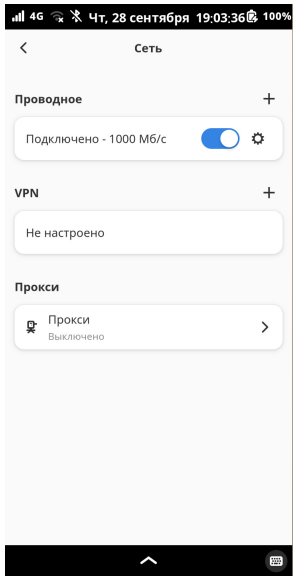 4G Чт, 28 сентября 19:03:36 100%
Сеть
Проводное
Подключено - 1000 Мб/с
VPN
Не настроено
Прокси
Прокси
Выключено